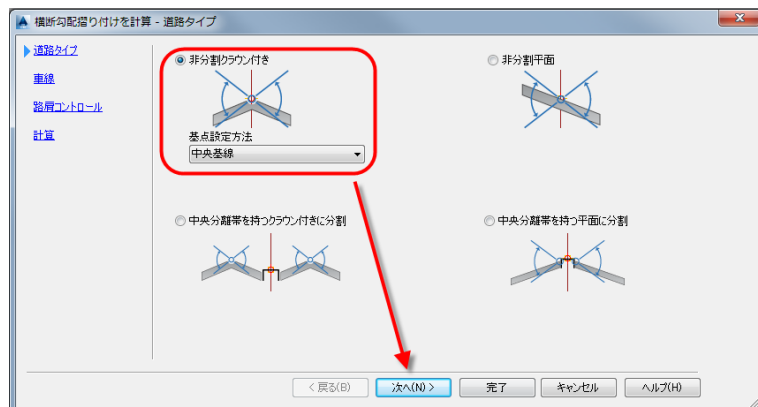 横断勾配摺り付けを計算 - 道路タイプ
道路タイプ
車線
路肩コントロール
計算
非分割クラウン付き
基点設定方法
中央基線
非分割平面
中央分離帯を持つクラウン付きに分割
中央分離帯を持つ平面に分割
< 戻る(B)
次へ(N) >
完了
キャンセル
ヘルプ(H)